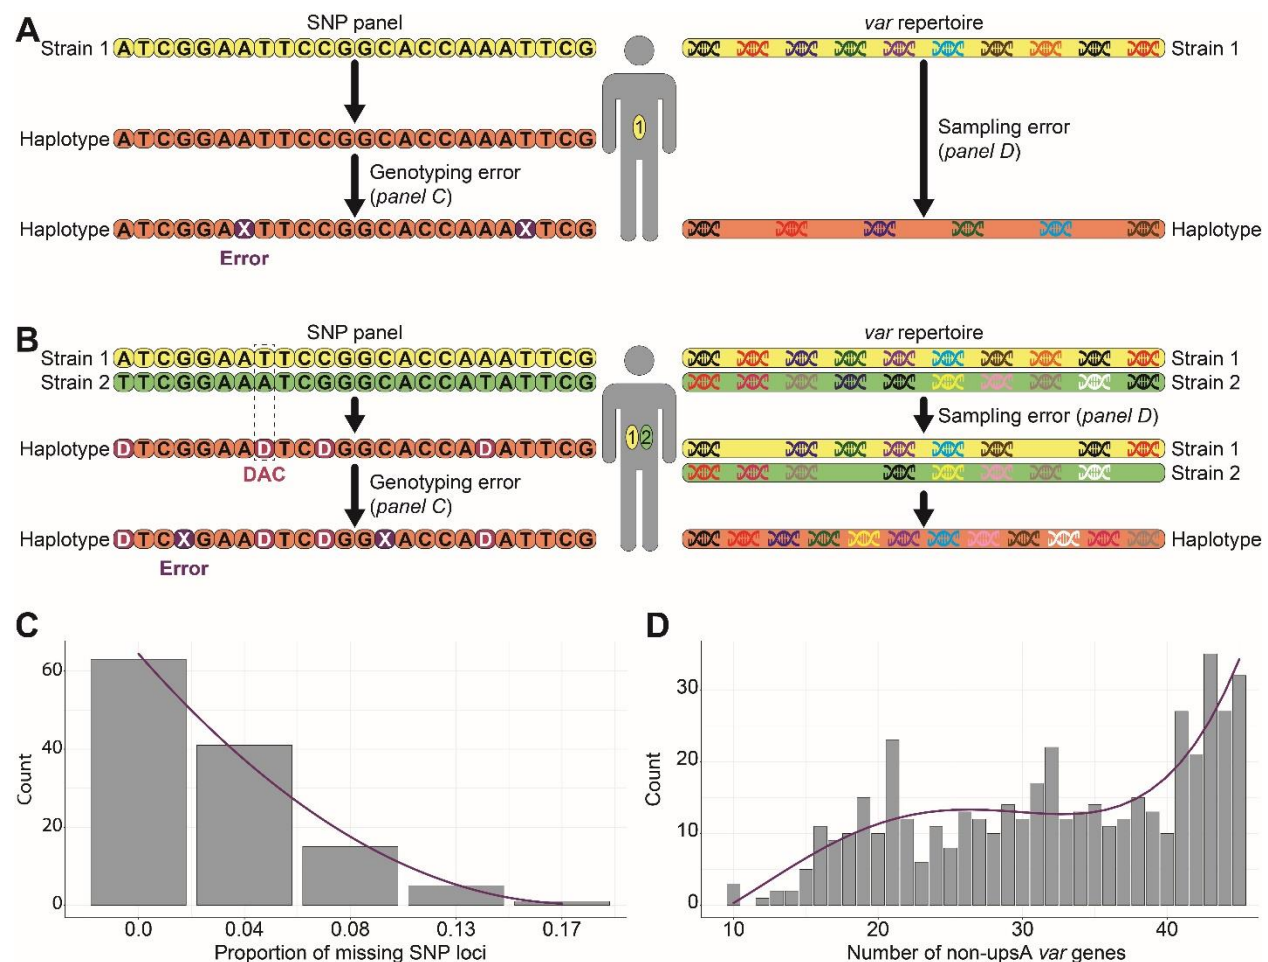 A
SNP panel
var repertoire
Strain 1 ATCGGAATTCCGGCACCAAATTCG
Strain 1
Haplotype ATCGGAATTCCGGCACCAAATTCG
1
Sampling error
(panel D)
Genotyping error
(panel C)
Haplotype ATCGGAXTTCCGGCACCAAAXTCG
Haplotype
Error
B
SNP panel
var repertoire
Strain 1 ATCGGAATTCCGGCACCAAATTCG
Strain 1
Strain 2 TTCGGAAATCGGGCACCATATTCG
Strain 2
Sampling error (panel D)
Haplotype DTCGGAADTCDGGCACCADATTCG
1 2
Strain 1
DAC
Strain 2
Genotyping error
(panel C)
Haplotype DTCXGAADTCDGGXACCADATTCG
Haplotype
Error
C
60
40
20
0
Count
0.0 0.04 0.08 0.13 0.17
Proportion of missing SNP loci
D
30
20
10
0
Count
10 20 30 40
Number of non-upsA var genes